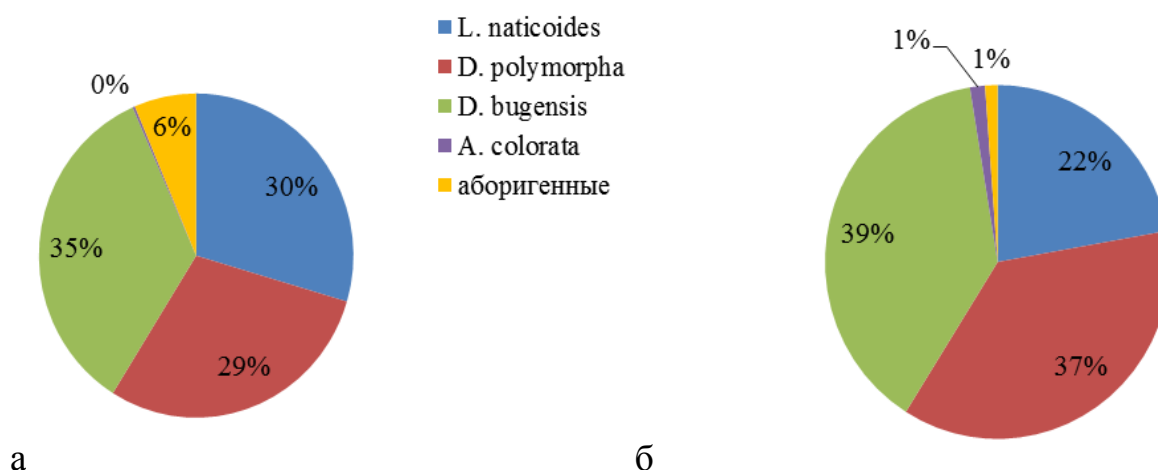 0%
6%
30%
35%
29%
L. naticoides
D. polymorpha
D. bugensis
A. colorata
аборигенные
1%
1%
22%
39%
37%
а
б